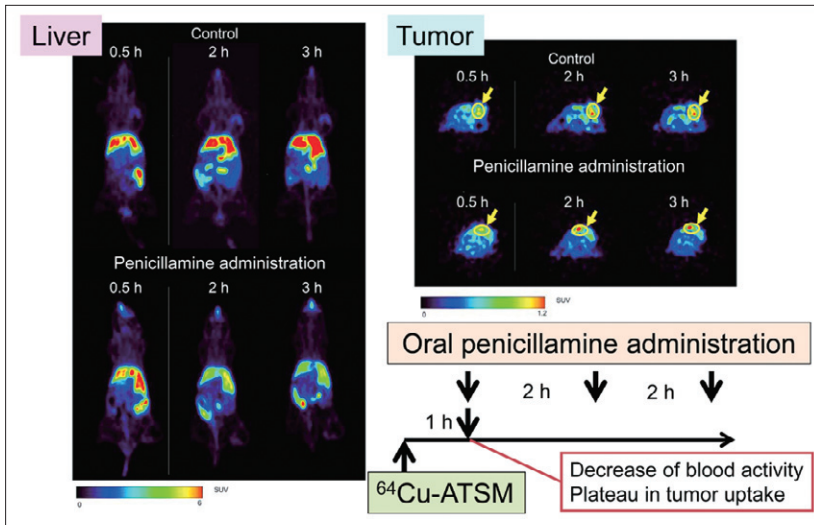 Liver
Control
0.5 h 2 h 3 h
Penicillamine administration
0.5 h 2 h 3 h
SUV
0 6
Tumor
Control
0.5 h 2 h 3 h
Penicillamine administration
0.5 h 2 h 3 h
SUV
0 1.2
Oral penicillamine administration
2 h 2 h
1 h
⁶⁴Cu-ATSM
Decrease of blood activity
Plateau in tumor uptake